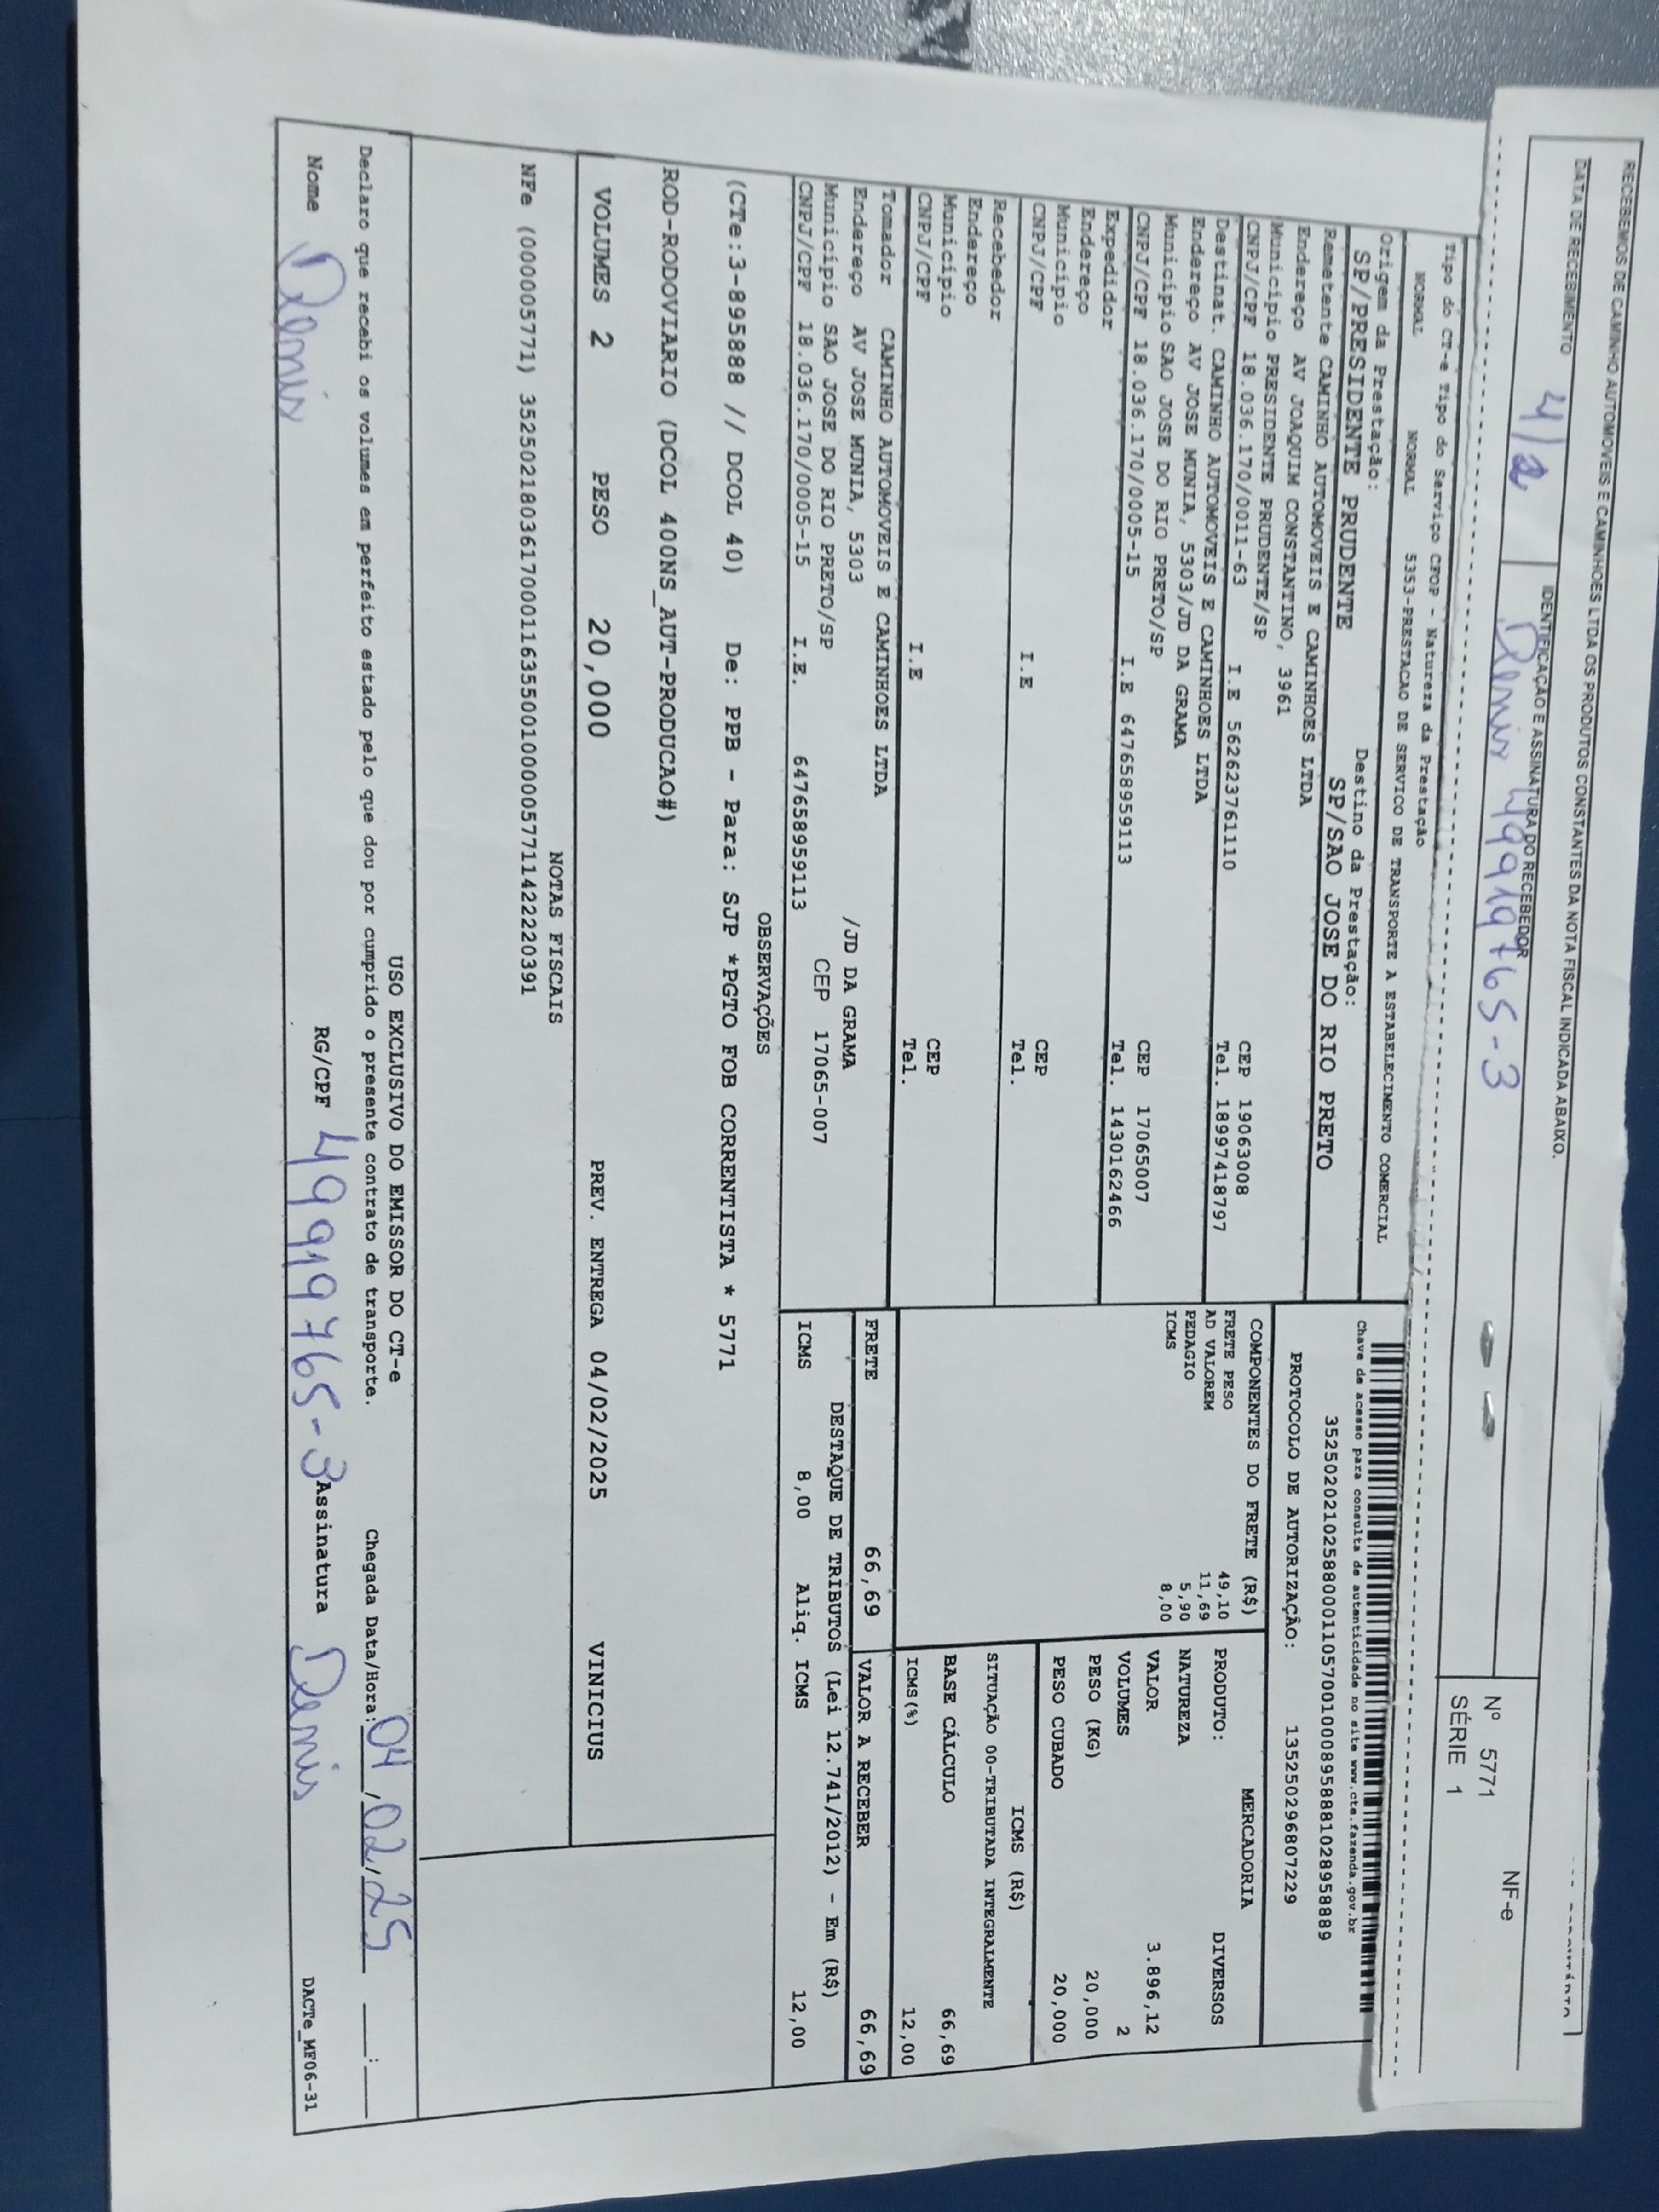 RECEBEMOS DE CAMINHO AUTOMOVEIS E CAMINHOES LTDA OS PRODUTOS CONSTANTES DA NOTA FISCAL INDICADA ABAIXO.
DATA DE RECEBIMENTO
IDENTIFICAÇÃO E ASSINATURA DO RECEBEDOR
4/2
Denis 49919765-3
NF-e
Nº 5771
SÉRIE 1
Tipo do CT-e Tipo do Serviço CFOP - Natureza da Prestação
NORMAL NORMAL 5353-PRESTACAO DE SERVICO DE TRANSPORTE A ESTABELECIMENTO COMERCIAL
Origem da Prestação: Destino da Prestação:
SP/PRESIDENTE PRUDENTE SP/SAO JOSE DO RIO PRETO
Remetente CAMINHO AUTOMOVEIS E CAMINHOES LTDA
Endereço AV JOAQUIM CONSTANTINO, 3961
Municipio PRESIDENTE PRUDENTE/SP CEP 19063008
CNPJ/CPF 18.036.170/0011-63 I.E 562623761110 Tel. 18997418797
Destinat. CAMINHO AUTOMOVEIS E CAMINHOES LTDA
Endereço AV JOSE MUNIA, 5303/JD DA GRAMA
Município SAO JOSE DO RIO PRETO/SP CEP 17065007
CNPJ/CPF 18.036.170/0005-15 I.E 647658959113 Tel. 1430162466
Expedidor
Endereço
Município CEP
CNPJ/CPF I.E Tel.
Recebedor
Endereço
Município CEP
CNPJ/CPF I.E Tel.
Tomador CAMINHO AUTOMOVEIS E CAMINHOES LTDA
Endereço AV JOSE MUNIA, 5303 /JD DA GRAMA
Município SAO JOSE DO RIO PRETO/SP CEP 17065-007
CNPJ/CPF 18.036.170/0005-15 I.E. 647658959113
Chave de acesso para consulta de autenticidade no site www.cte.fazenda.gov.br
35250202102588000110570010008958881028958889
PROTOCOLO DE AUTORIZAÇÃO: 135250296807229
COMPONENTES DO FRETE (R$)
FRETE PESO 49,10
AD VALOREM 11,69
PEDAGIO 5,90
ICMS 8,00
MERCADORIA
PRODUTO: DIVERSOS
NATUREZA
VALOR 3.896,12
VOLUMES 2
PESO (KG) 20,000
PESO CUBADO 20,000
ICMS (R$)
SITUAÇÃO 00-TRIBUTADA INTEGRALMENTE
BASE CÁLCULO 66,69
ICMS(%) 12,00
FRETE 66,69 VALOR A RECEBER 66,69
DESTAQUE DE TRIBUTOS (Lei 12.741/2012) - Em (R$)
ICMS 8,00 Aliq. ICMS 12,00
OBSERVAÇÕES
(CTe:3-895888 // DCOL 40) De: PPB - Para: SJP *PGTO FOB CORRENTISTA * 5771
ROD-RODOVIARIO (DCOL 400NS_AUT-PRODUCAO#)
VOLUMES 2 PESO 20,000 PREV. ENTREGA 04/02/2025 VINICIUS
NOTAS FISCAIS
NFe (000005771) 35250218036170001163550010000057711422220391
USO EXCLUSIVO DO EMISSOR DO CT-e
Declaro que recebi os volumes em perfeito estado pelo que dou por cumprido o presente contrato de transporte. Chegada Data/Hora: 04/02/25 __:__
Nome Denis RG/CPF 49919765-3 Assinatura Denis
DACTe_MF06-31